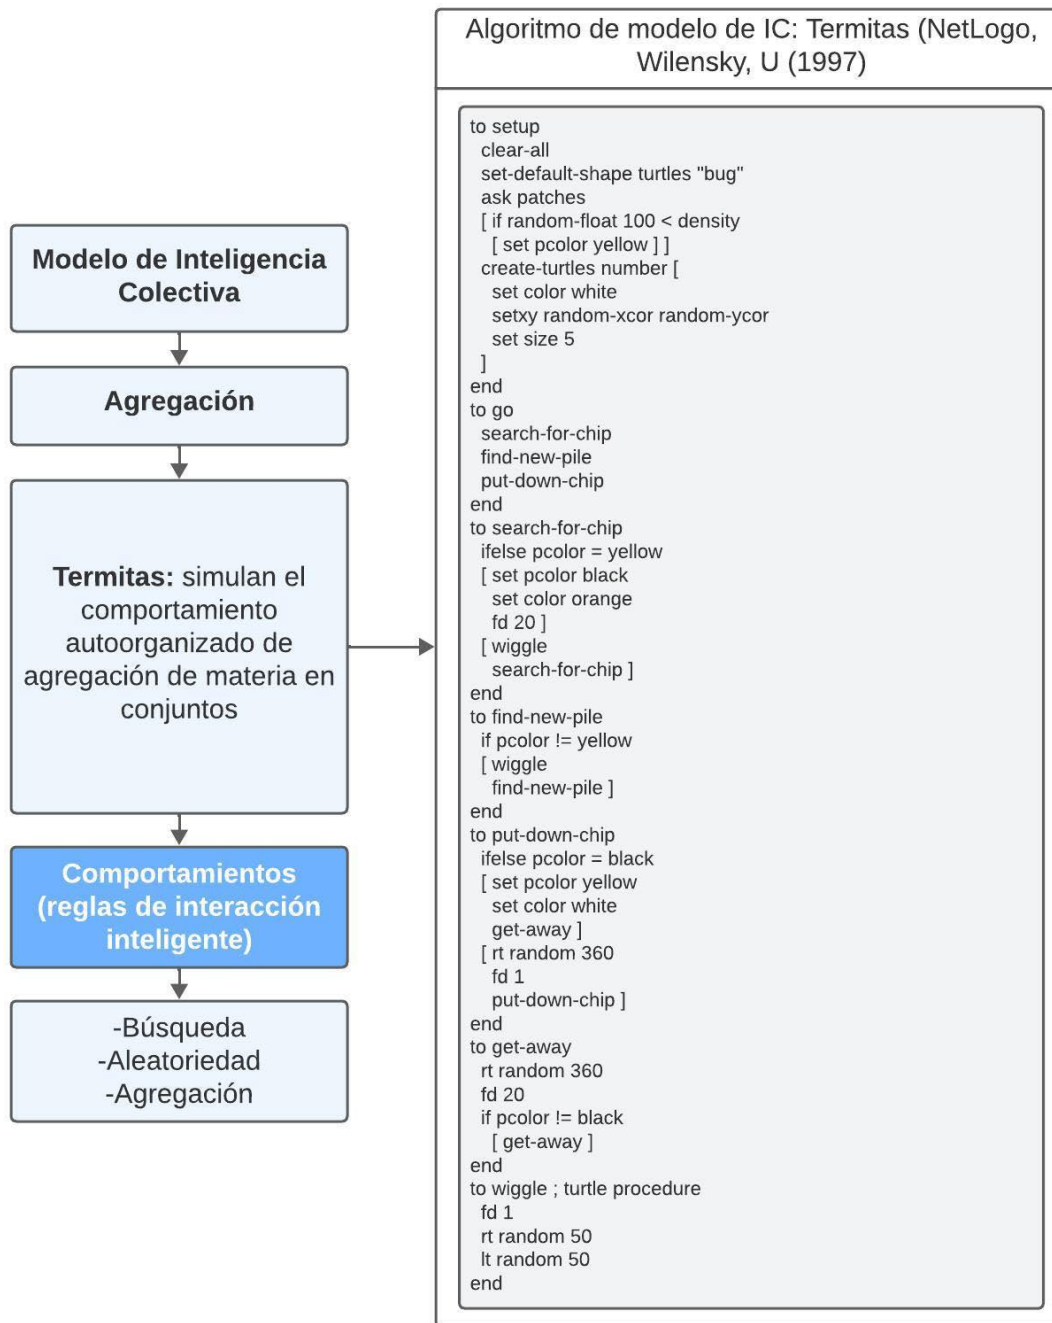 Algoritmo de modelo de IC: Termitas (NetLogo,
Wilensky, U (1997)
Modelo de Inteligencia
Colectiva
Agregación
Termitas: simulan el
comportamiento
autoorganizado de
agregación de materia en
conjuntos
Comportamientos
(reglas de interacción
inteligente)
-Búsqueda
-Aleatoriedad
-Agregación
to setup
clear-all
set-default-shape turtles "bug"
ask patches
[ if random-float 100 < density
[ set pcolor yellow ] ]
create-turtles number [
set color white
setxy random-xcor random-ycor
set size 5
]
end
to go
search-for-chip
find-new-pile
put-down-chip
end
to search-for-chip
ifelse pcolor = yellow
[ set pcolor black
set color orange
fd 20 ]
[ wiggle
search-for-chip ]
end
to find-new-pile
if pcolor != yellow
[ wiggle
find-new-pile ]
end
to put-down-chip
ifelse pcolor = black
[ set pcolor yellow
set color white
get-away ]
[ rt random 360
fd 1
put-down-chip ]
end
to get-away
rt random 360
fd 20
if pcolor != black
[ get-away ]
end
to wiggle ; turtle procedure
fd 1
rt random 50
lt random 50
end